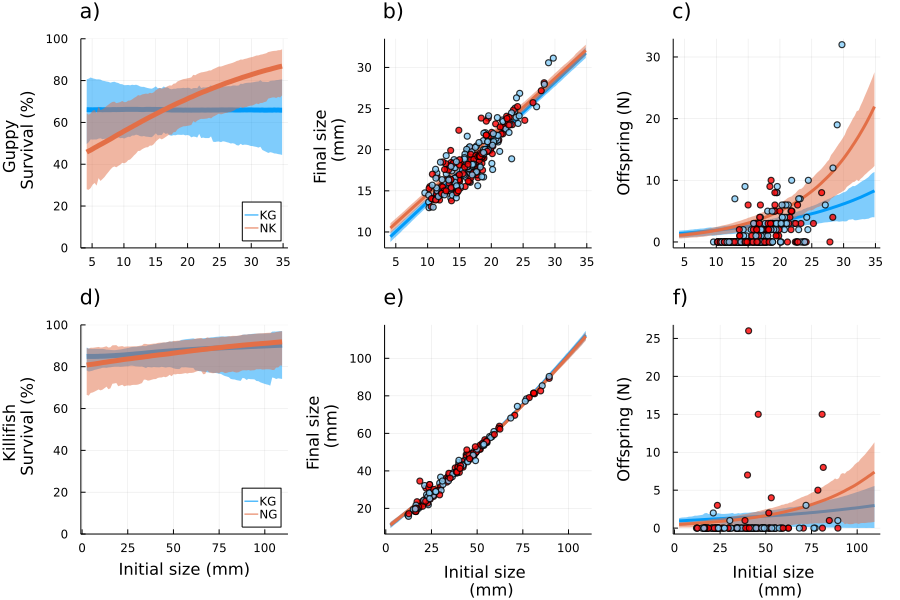 a)
Guppy
Survival (%)
100
80
60
40
20
0
KG
NK
5 10 15 20 25 30 35
b)
Final size
(mm)
30
25
20
15
10
5 10 15 20 25 30 35
c)
Offspring (N)
30
20
10
0
5 10 15 20 25 30 35
d)
Killifish
Survival (%)
100
80
60
40
20
0
KG
NG
0 25 50 75 100
Initial size (mm)
e)
Final size
(mm)
100
80
60
40
20
0 25 50 75 100
Initial size
(mm)
f)
Offspring (N)
25
20
15
10
5
0
0 25 50 75 100
Initial size
(mm)